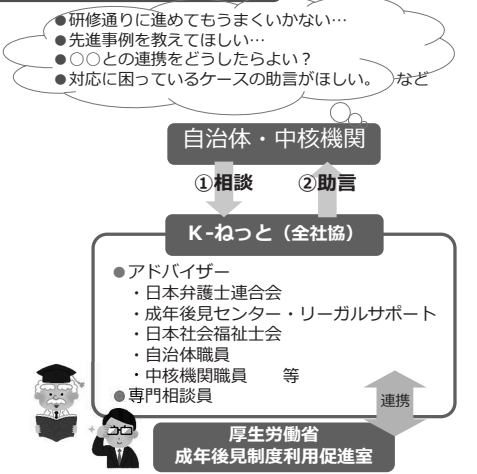 ●研修通りに進めてもうまくいかない…
●先進事例を教えてほしい…
●○○との連携をどうしたらよい？
●対応に困っているケースの助言がほしい。 など
自治体・中核機関
①相談 ②助言
K-ねっと（全社協）
●アドバイザー
・日本弁護士連合会
・成年後見センター・リーガルサポート
・日本社会福祉士会
・自治体職員
・中核機関職員 等
●専門相談員
連携
厚生労働省
成年後見制度利用促進室